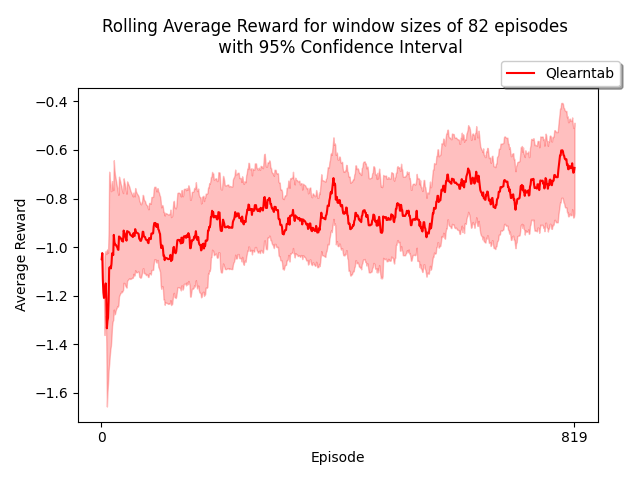 Rolling Average Reward for window sizes of 82 episodes
with 95% Confidence Interval
Qlearntab
−0.4
−0.6
−0.8
−1.0
−1.2
−1.4
−1.6
Average Reward
0
819
Episode